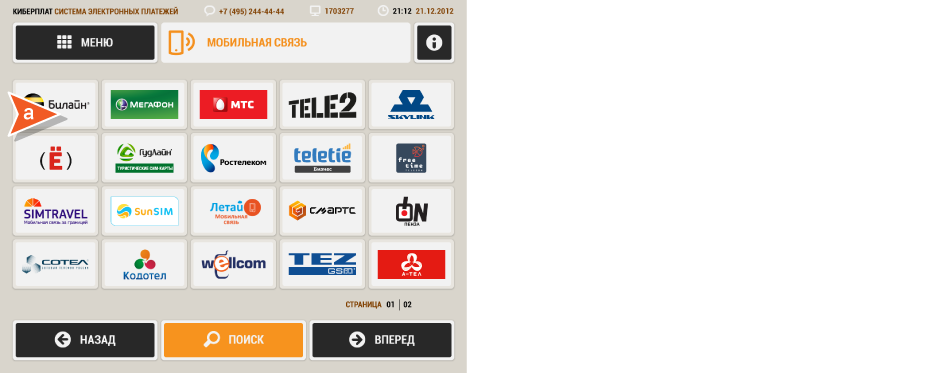 КИБЕРПЛАТ СИСТЕМА ЭЛЕКТРОННЫХ ПЛАТЕЖЕЙ +7 (495) 244-44-44 1703277 21:12 21.12.2012
МЕНЮ МОБИЛЬНАЯ СВЯЗЬ
a Билайн® МЕГАФОН МТС TELE2 SKYLINK
(Ё) ГудЛайн Ростелеком teletie free
ТУРИСТИЧЕСКИЕ СИМ-КАРТЫ Бизнес time
SIMTRAVEL SunSIM Летай СМАРТС ON
Мобильная связь за границей Мобильная связь ПЕНЗА
СОТЕЛ Кодотел wellcom TEZ GSM А-ТЕЛ
СТРАНИЦА 01 | 02
НАЗАД ПОИСК ВПЕРЕД